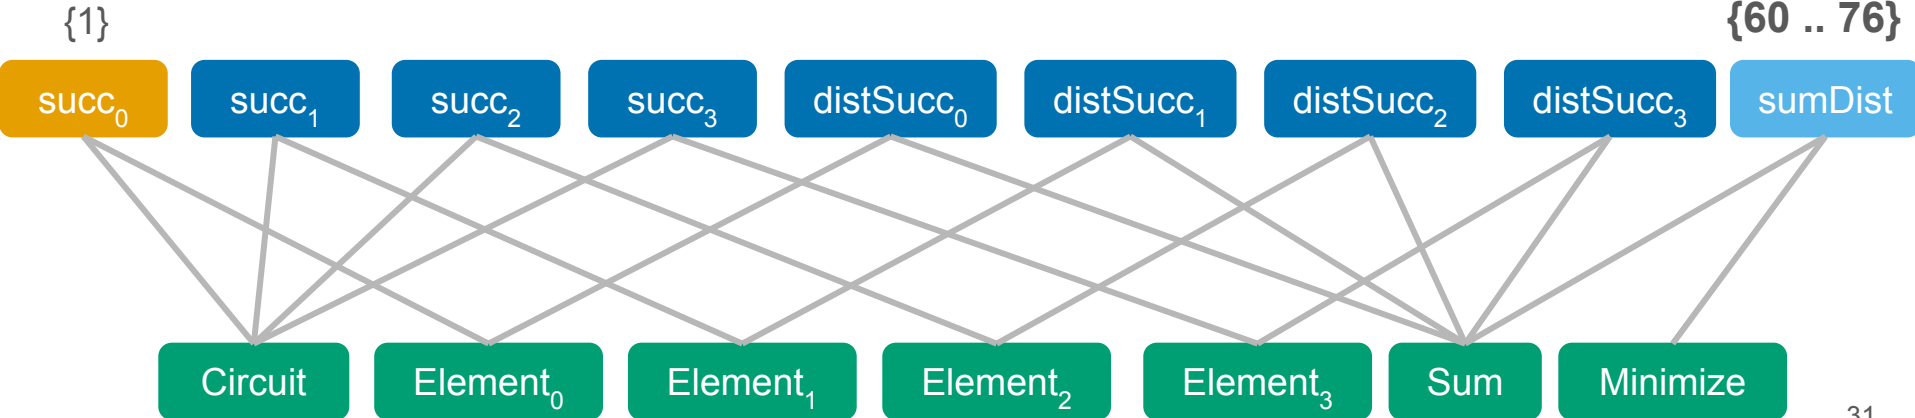 {1} {60 .. 76}
succ₀ succ₁ succ₂ succ₃ distSucc₀ distSucc₁ distSucc₂ distSucc₃ sumDist
Circuit Element₀ Element₁ Element₂ Element₃ Sum Minimize
31